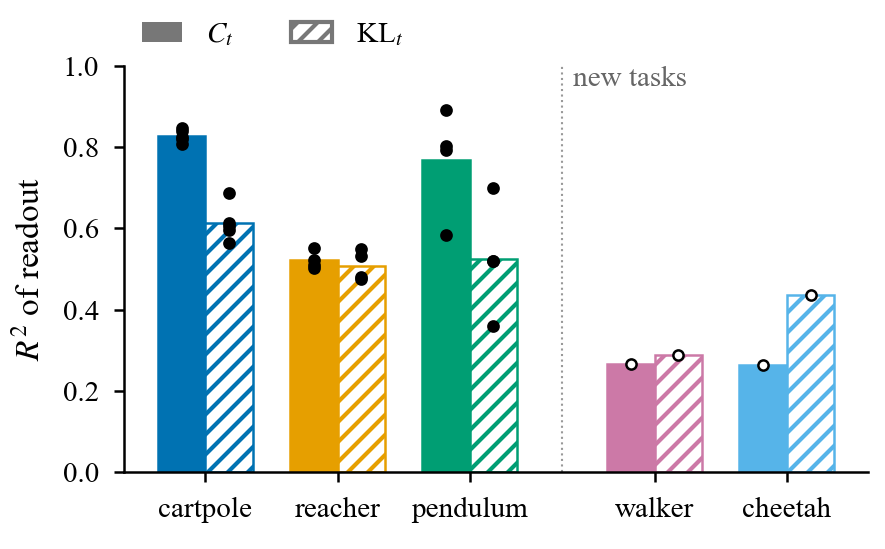 C_t KL_t
new tasks
R² of readout
1.0
0.8
0.6
0.4
0.2
0.0
cartpole reacher pendulum walker cheetah